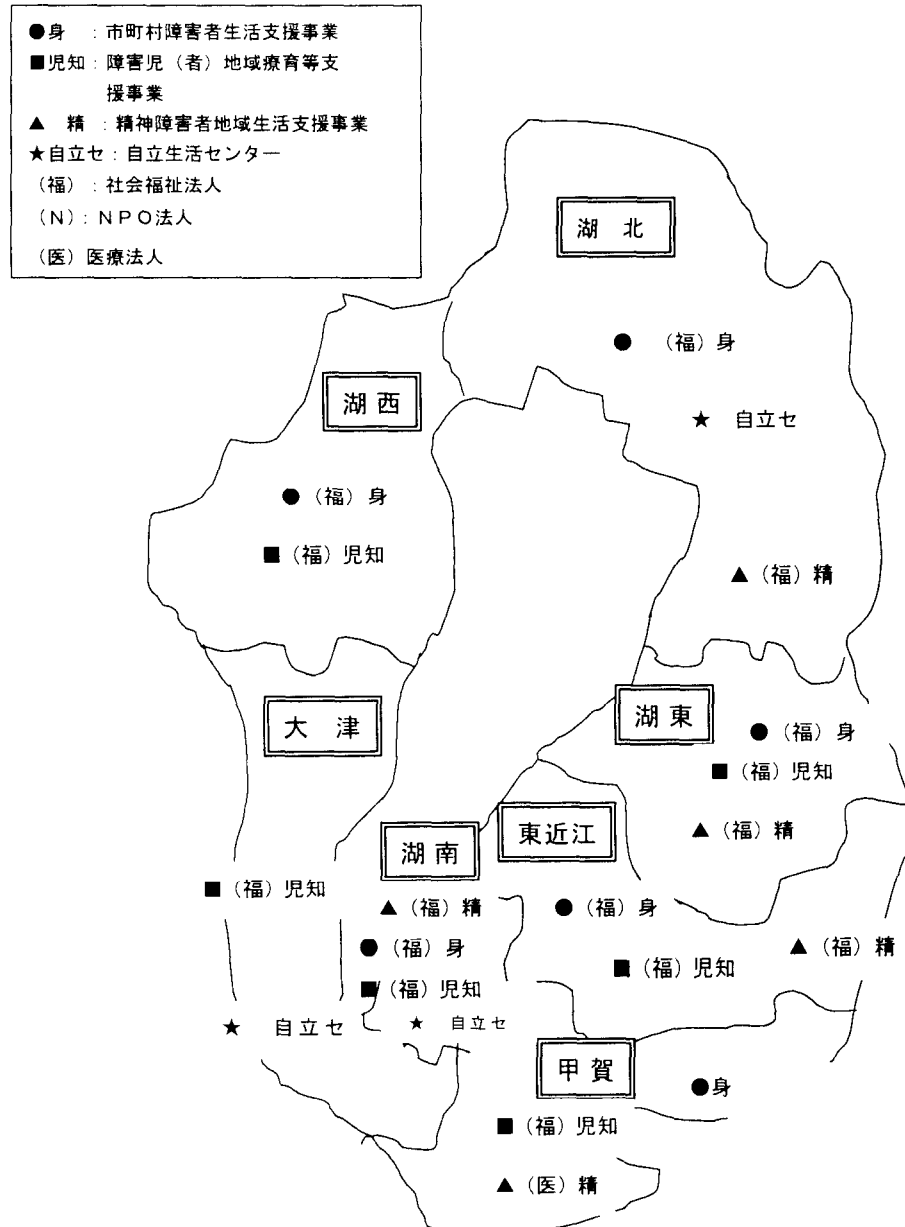 ●身 : 市町村障害者生活支援事業
■児知 : 障害児（者）地域療育等支
援事業
▲ 精 : 精神障害者地域生活支援事業
★自立セ : 自立生活センター
（福）: 社会福祉法人
（N）: NPO法人
（医）医療法人
湖 北
● （福）身
湖 西
★ 自立セ
● （福）身
■ （福）児知
▲ （福）精
大 津
湖 東
● （福）身
■ （福）児知
東近江
▲ （福）精
湖 南
■ （福）児知
▲ （福）精
● （福）身
● （福）身
▲ （福）精
■ （福）児知
■ （福）児知
★ 自立セ
★ 自立セ
甲 賀
●身
■ （福）児知
▲ （医）精